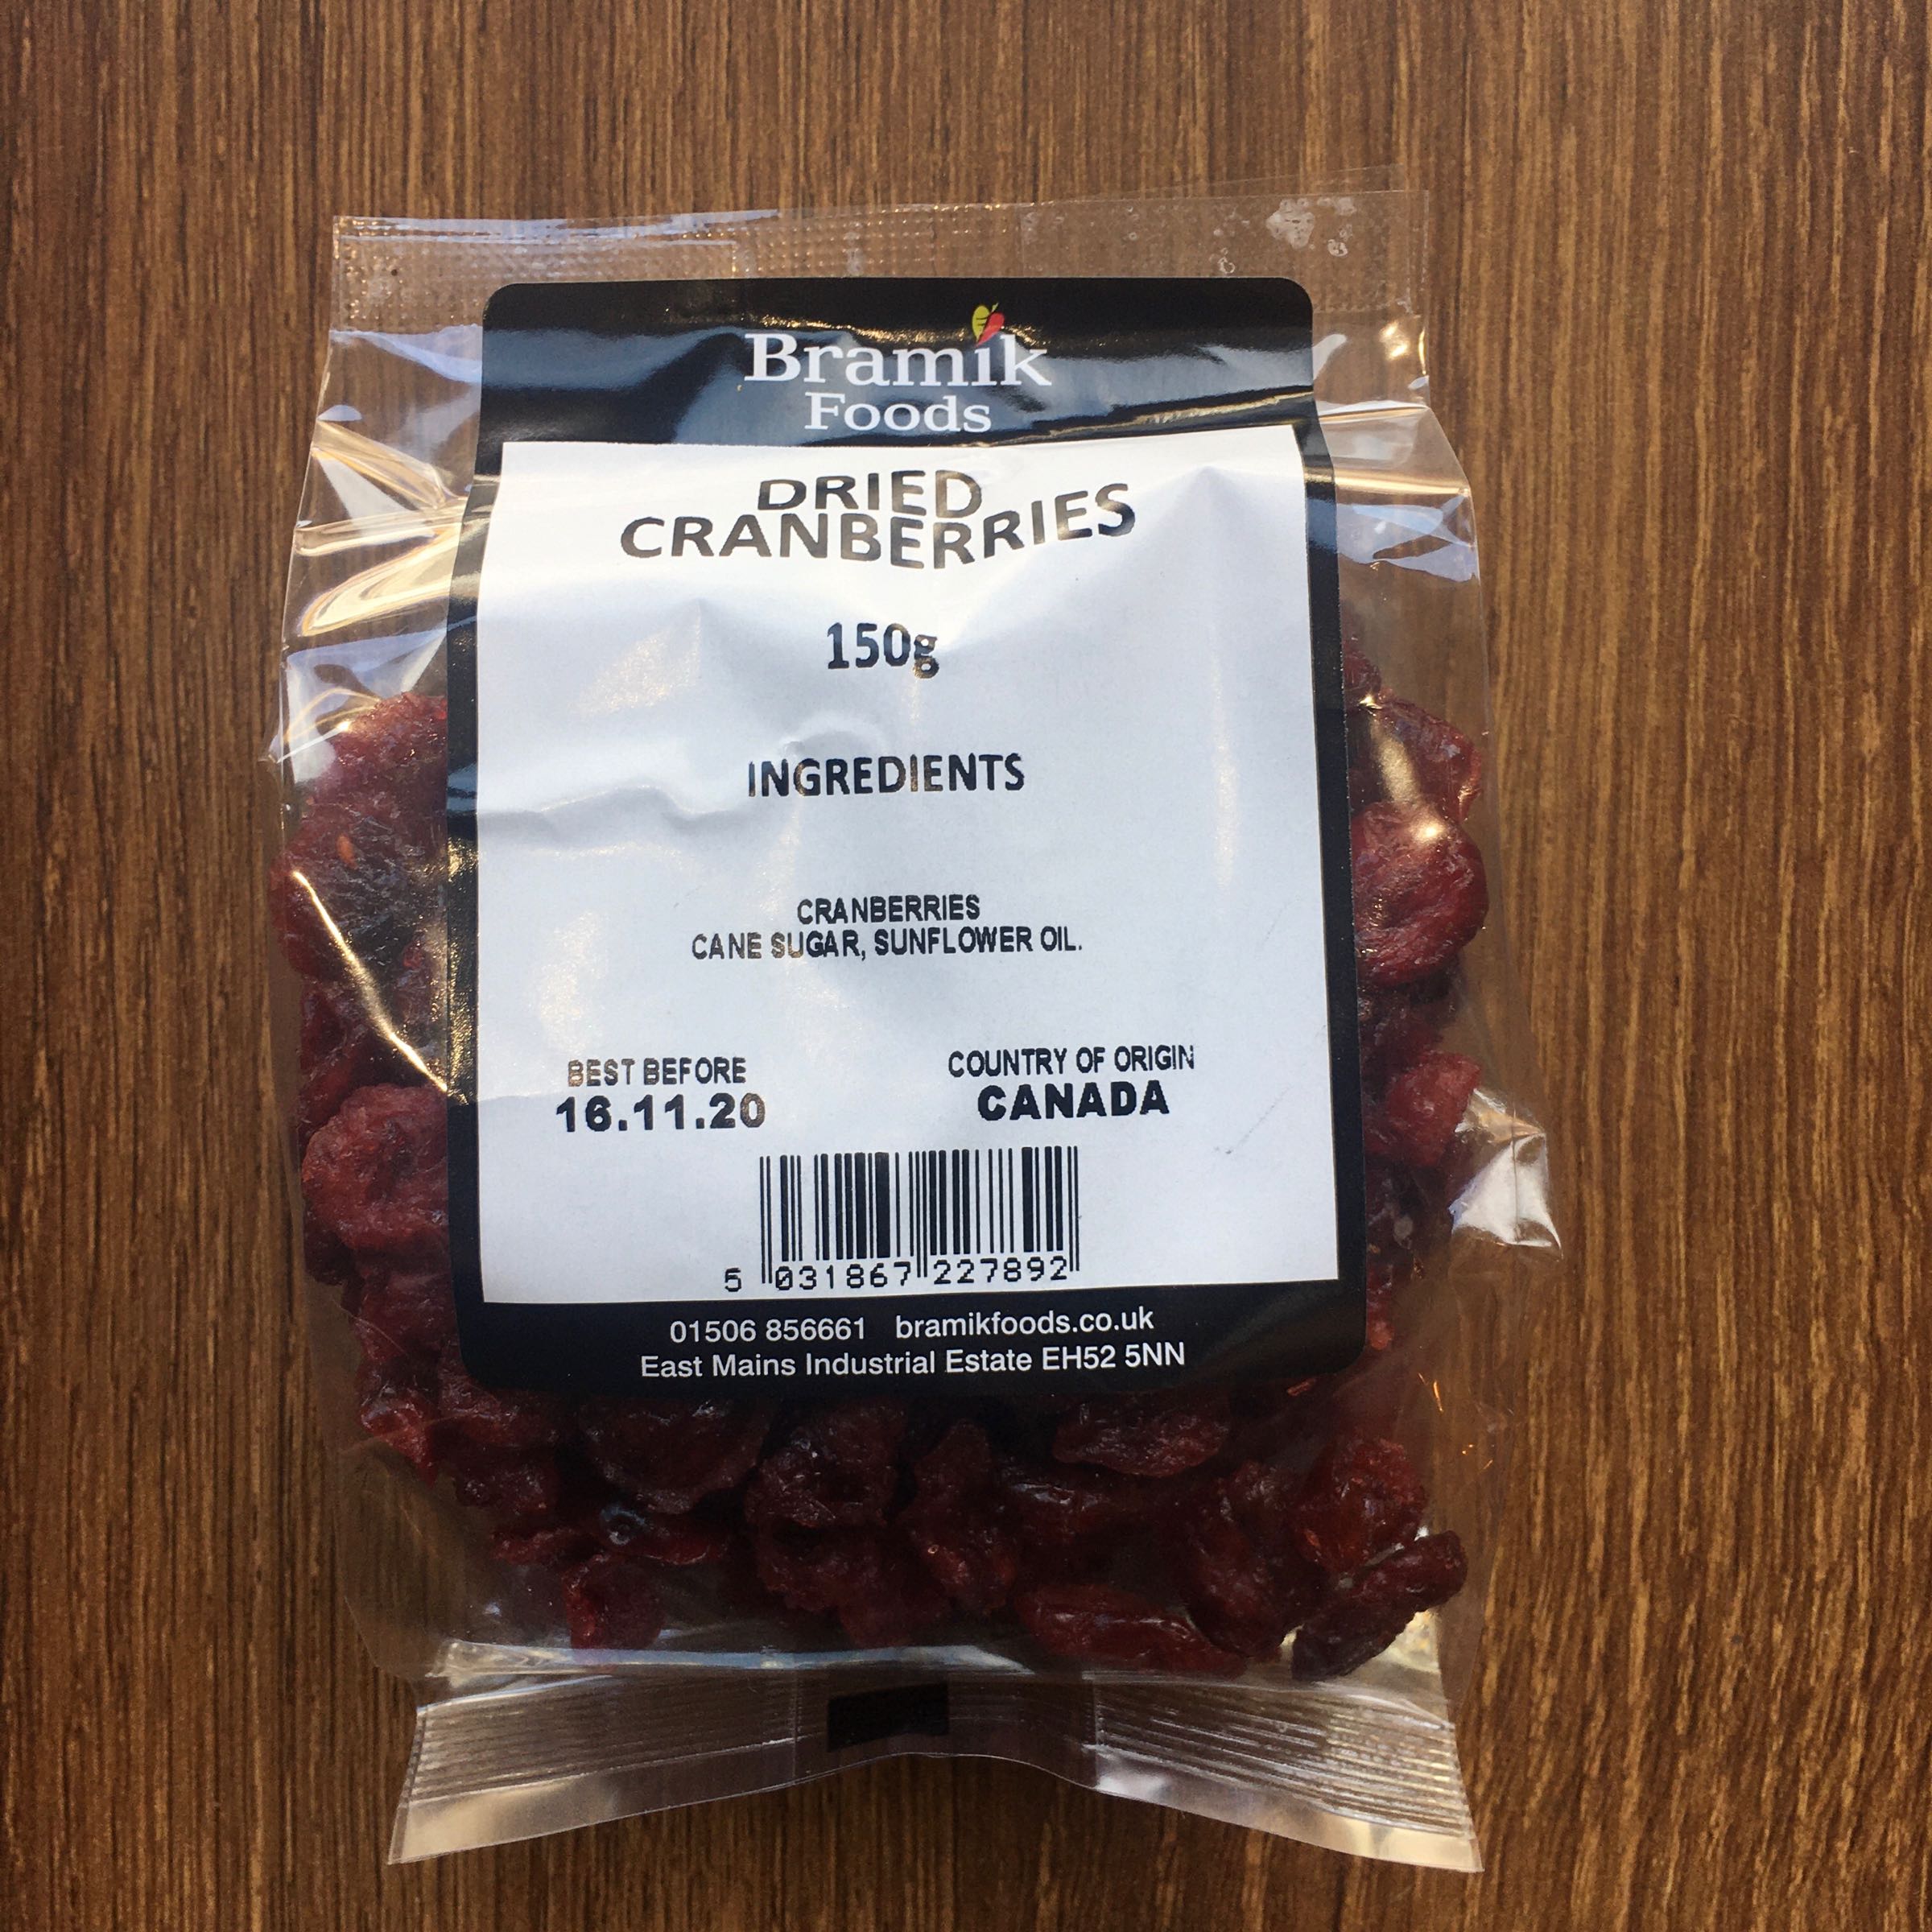 Bramik
Foods
DRIED
CRANBERRIES
150g
INGREDIENTS
CRANBERRIES
CANE SUGAR, SUNFLOWER OIL.
BEST BEFORE
16.11.20
COUNTRY OF ORIGIN
CANADA
5 031867 227892
01506 856661 bramikfoods.co.uk
East Mains Industrial Estate EH52 5NN